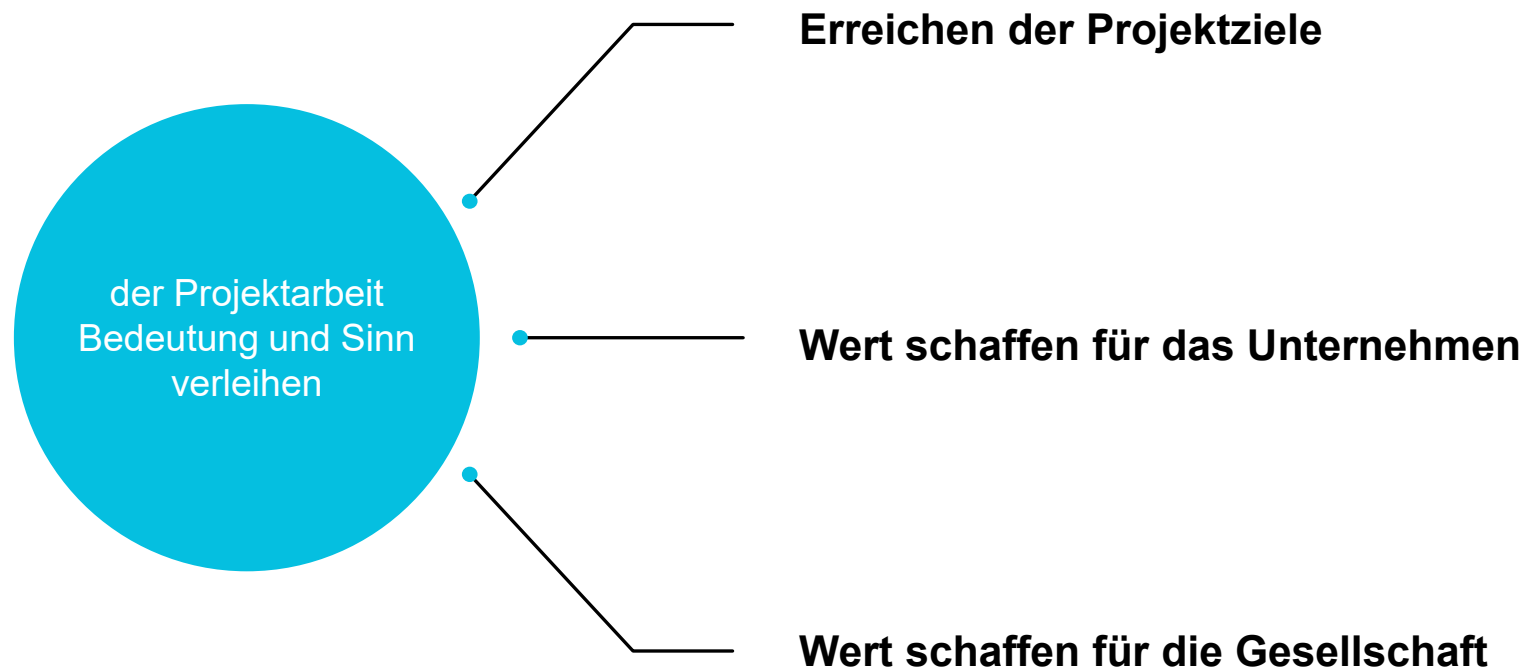 Erreichen der Projektziele
der Projektarbeit
Bedeutung und Sinn
verleihen
Wert schaffen für das Unternehmen
Wert schaffen für die Gesellschaft